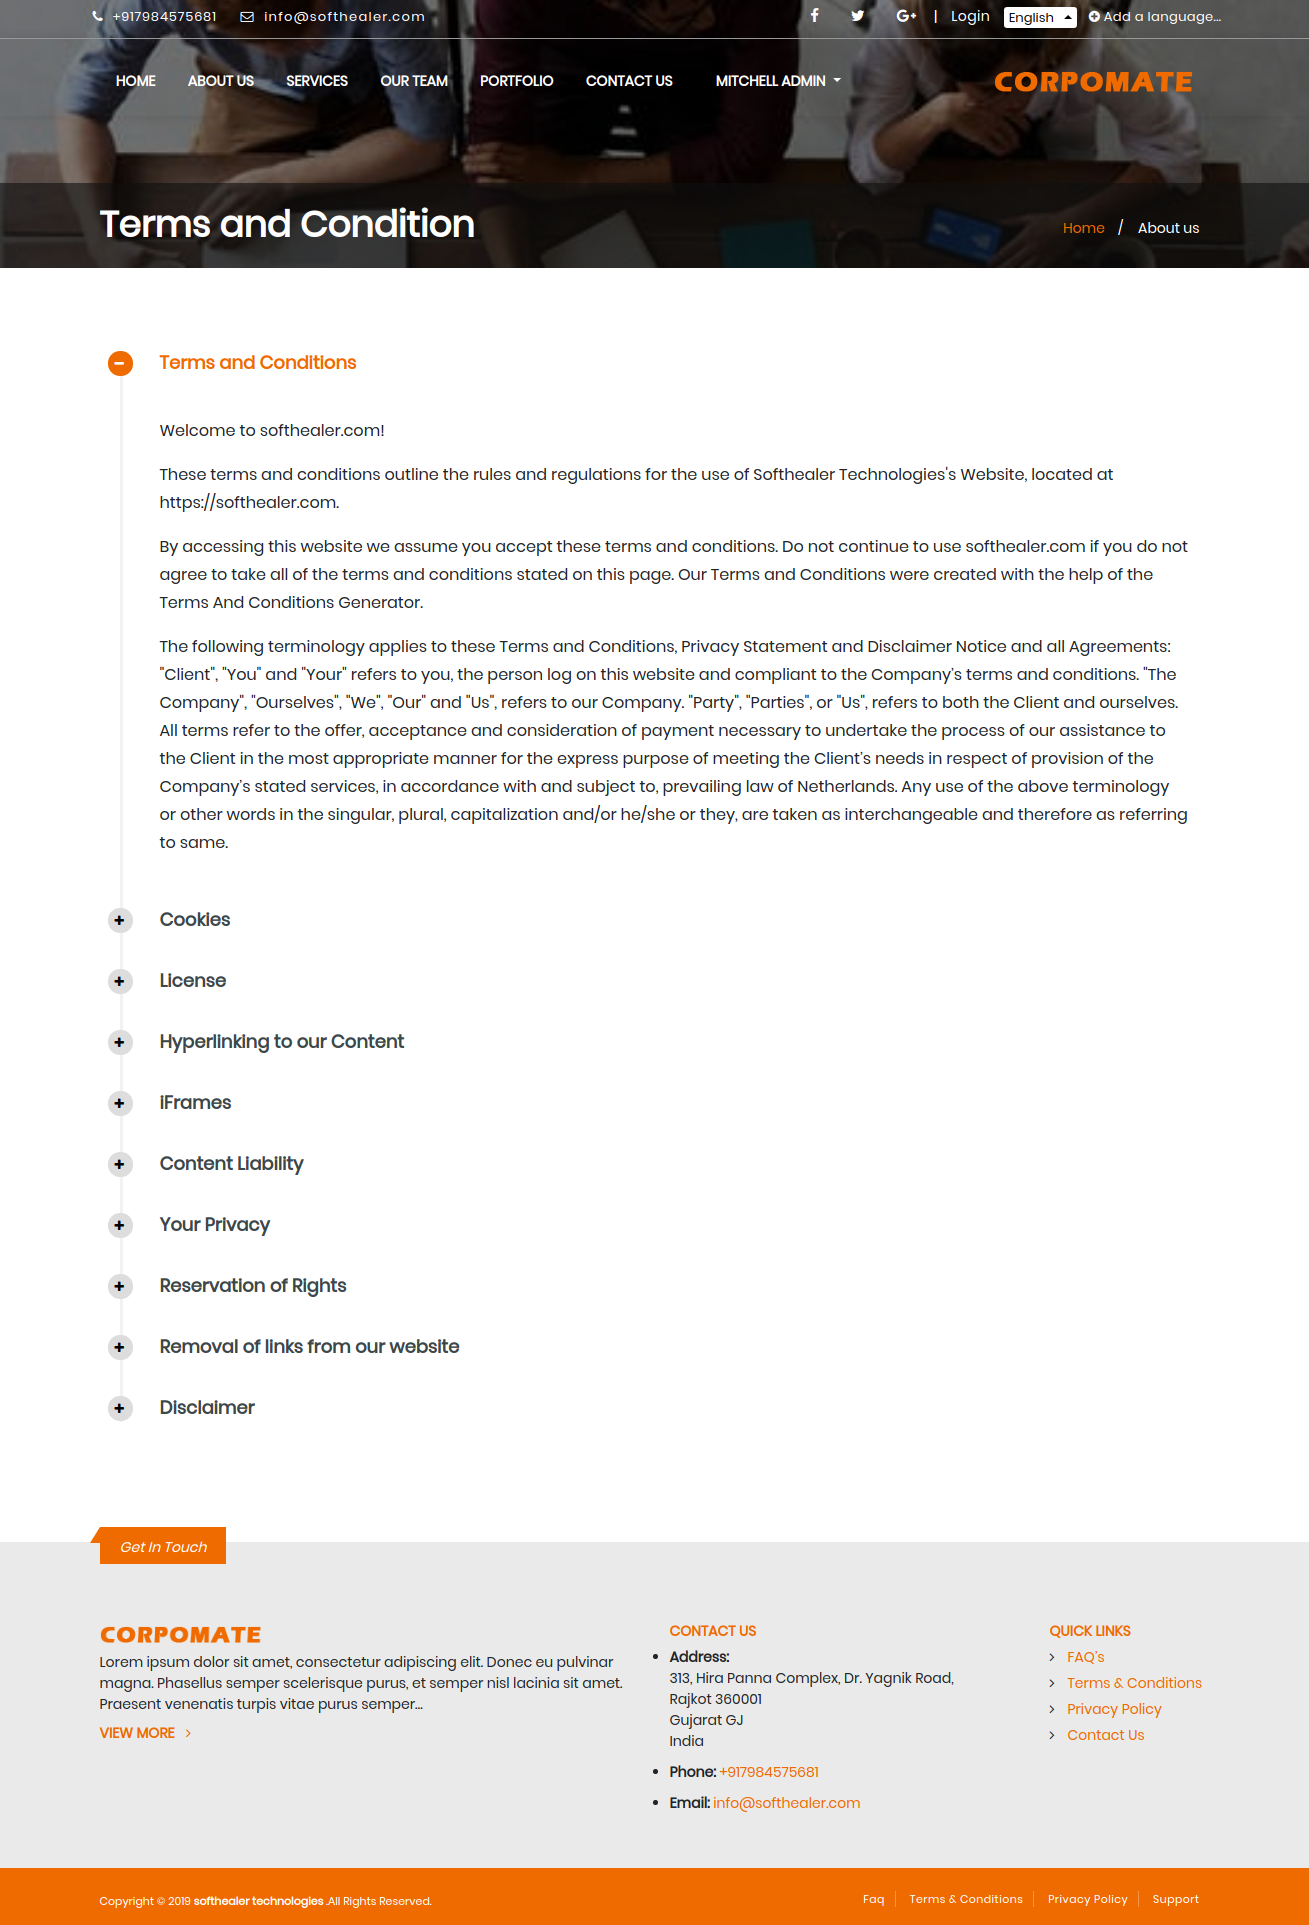 +917984575681 info@softhealer.com | Login English Add a language...
HOME ABOUT US SERVICES OUR TEAM PORTFOLIO CONTACT US MITCHELL ADMIN CORPOMATE
Terms and Condition
Home / About us
Terms and Conditions
Welcome to softhealer.com!
These terms and conditions outline the rules and regulations for the use of Softhealer Technologies's Website, located at
https://softhealer.com.
By accessing this website we assume you accept these terms and conditions. Do not continue to use softhealer.com if you do not
agree to take all of the terms and conditions stated on this page. Our Terms and Conditions were created with the help of the
Terms And Conditions Generator.
The following terminology applies to these Terms and Conditions, Privacy Statement and Disclaimer Notice and all Agreements:
"Client", "You" and "Your" refers to you, the person log on this website and compliant to the Company's terms and conditions. "The
Company", "Ourselves", "We", "Our" and "Us", refers to our Company. "Party", "Parties", or "Us", refers to both the Client and ourselves.
All terms refer to the offer, acceptance and consideration of payment necessary to undertake the process of our assistance to
the Client in the most appropriate manner for the express purpose of meeting the Client's needs in respect of provision of the
Company's stated services, in accordance with and subject to, prevailing law of Netherlands. Any use of the above terminology
or other words in the singular, plural, capitalization and/or he/she or they, are taken as interchangeable and therefore as referring
to same.
Cookies
License
Hyperlinking to our Content
iFrames
Content Liability
Your Privacy
Reservation of Rights
Removal of links from our website
Disclaimer
Get In Touch
CORPOMATE
Lorem ipsum dolor sit amet, consectetur adipiscing elit. Donec eu pulvinar
magna. Phasellus semper scelerisque purus, et semper nisl lacinia sit amet.
Praesent venenatis turpis vitae purus semper...
VIEW MORE
CONTACT US
Address:
313, Hira Panna Complex, Dr. Yagnik Road,
Rajkot 360001
Gujarat GJ
India
Phone: +917984575681
Email: info@softhealer.com
QUICK LINKS
FAQ's
Terms & Conditions
Privacy Policy
Contact Us
Copyright © 2019 softhealer technologies .All Rights Reserved.
Faq Terms & Conditions Privacy Policy Support